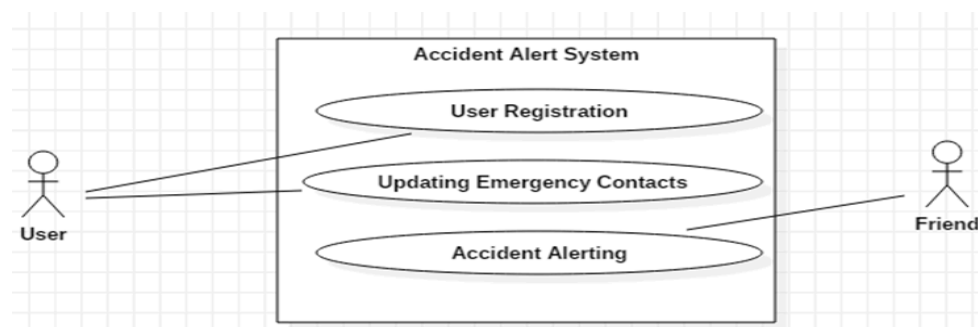 Accident Alert System
User Registration
Updating Emergency Contacts
User
Friend
Accident Alerting